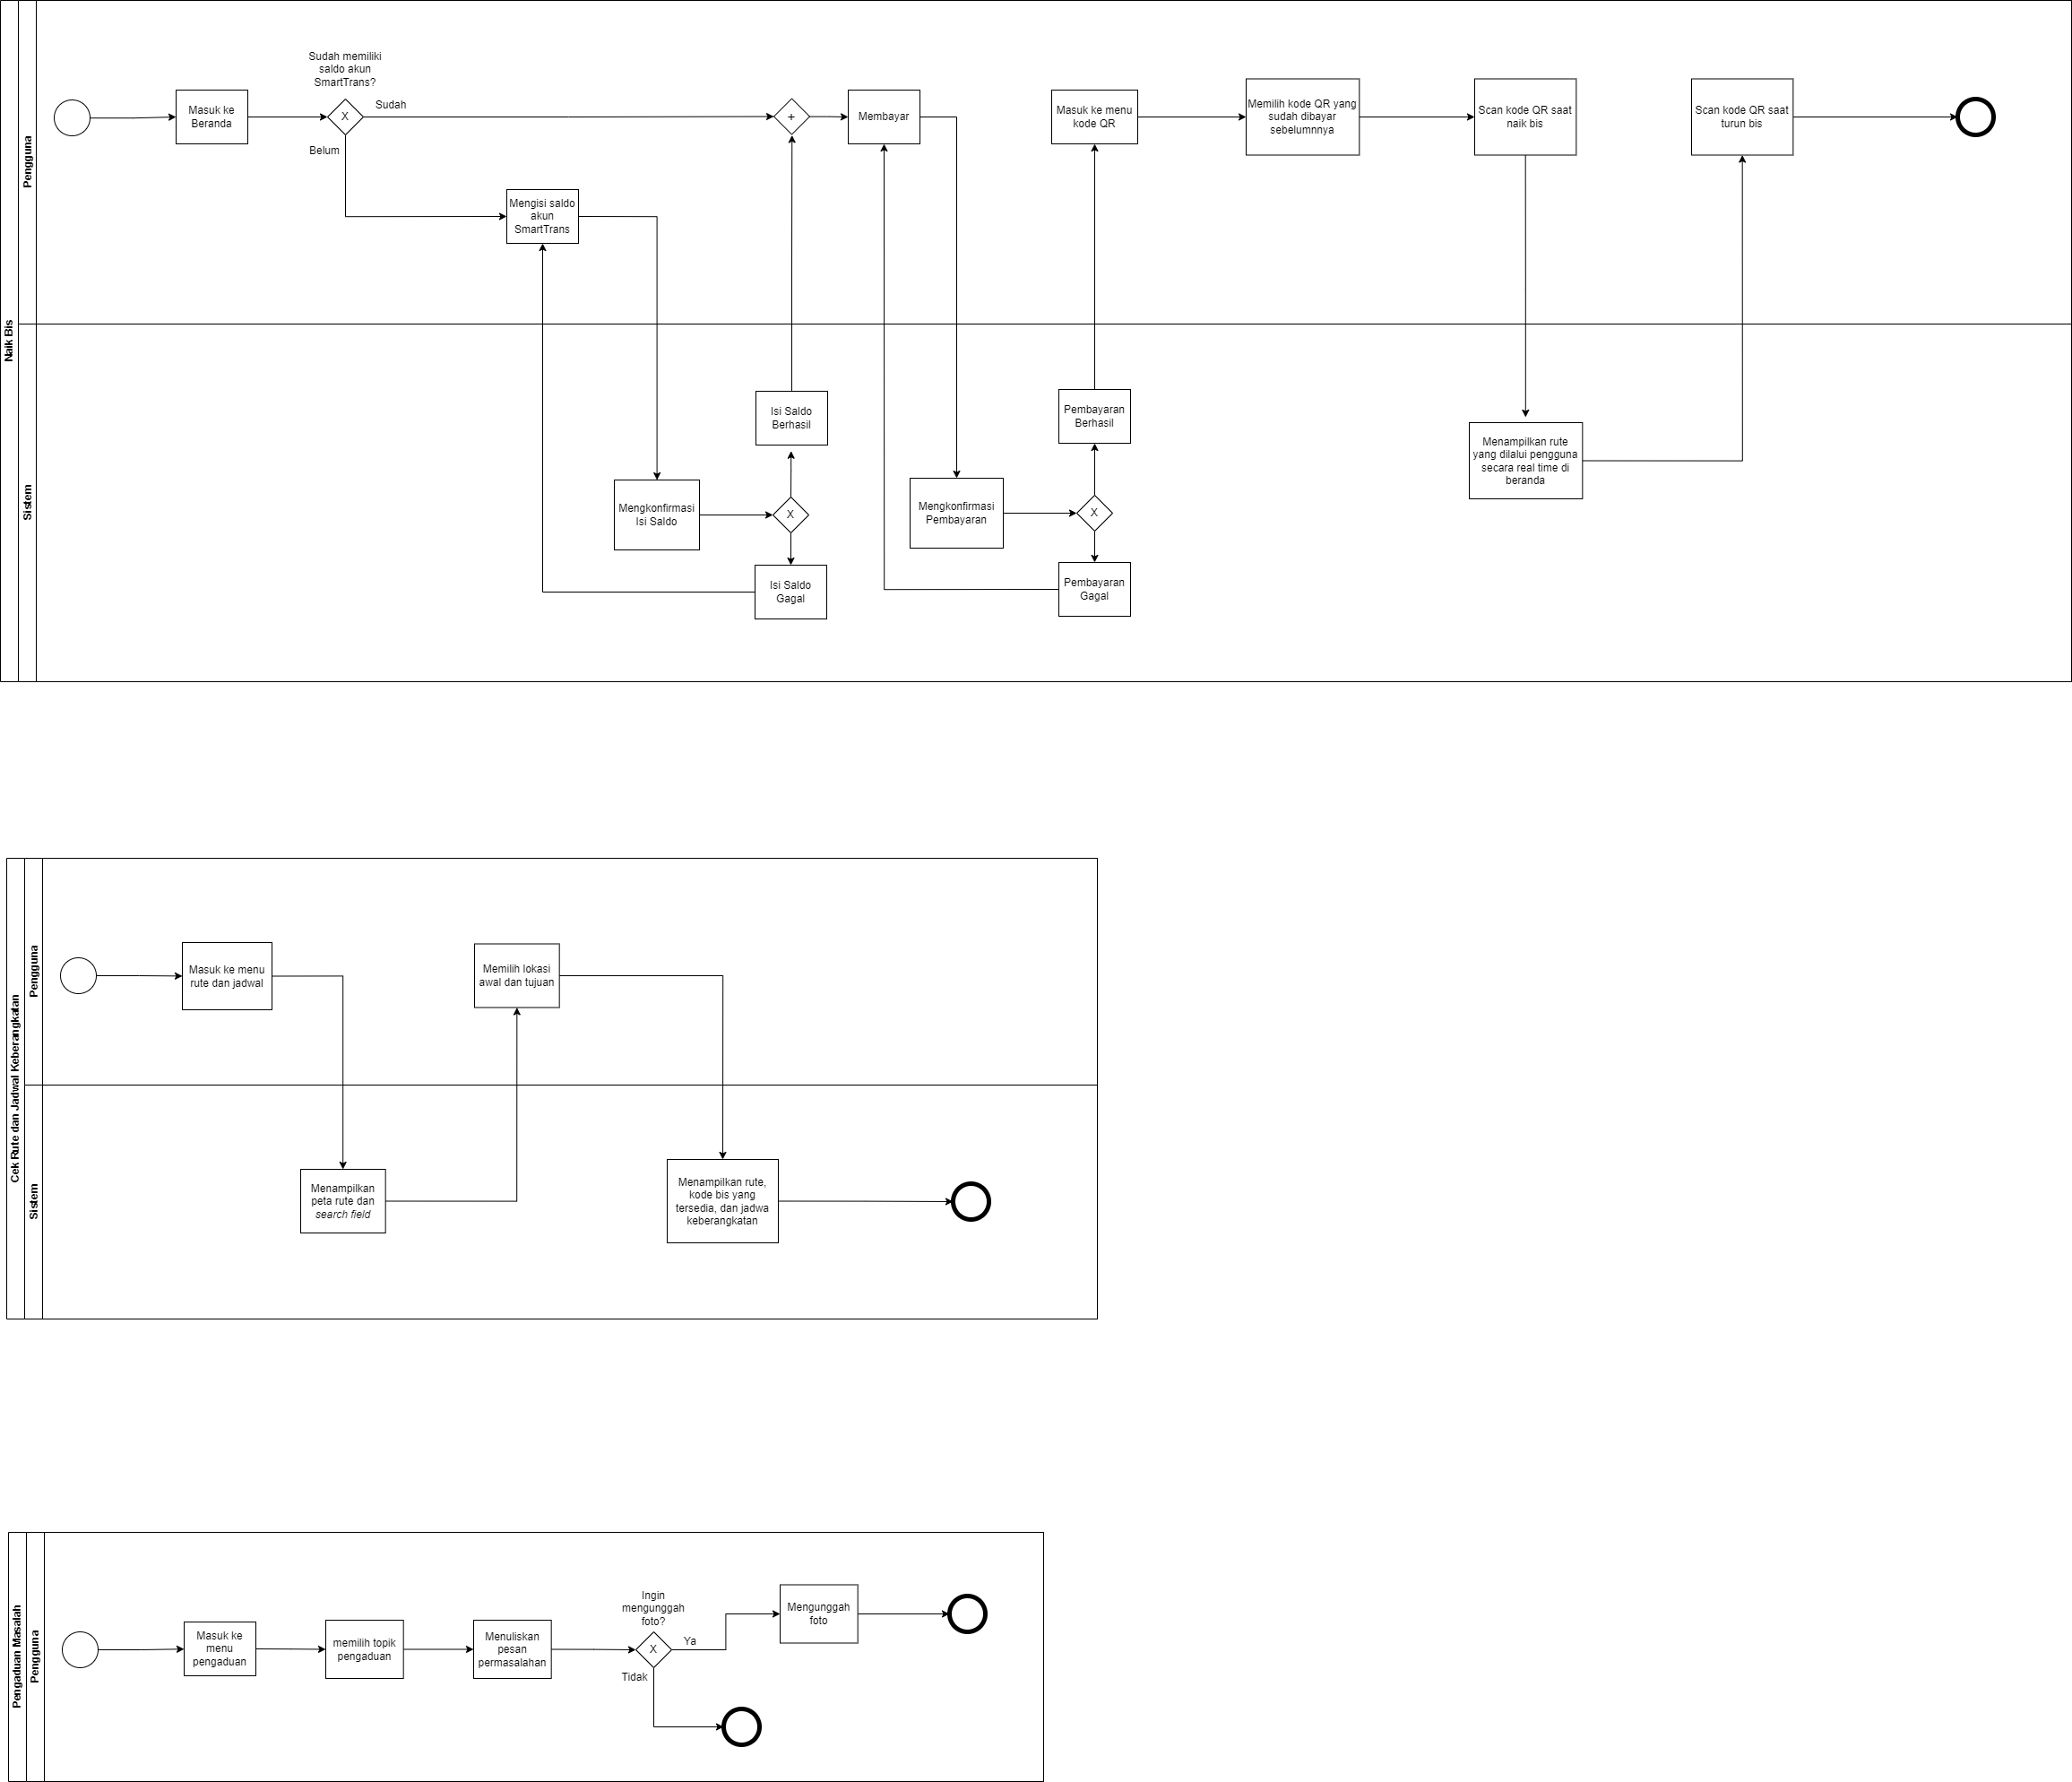 Naik Bis
Pengguna
Sudah memiliki
saldo akun
SmartTrans?
Masuk ke
Beranda
X
Sudah
Belum
+
Membayar
Masuk ke menu
kode QR
Memilih kode QR yang
sudah dibayar
sebelumnnya
Scan kode QR saat
naik bis
Scan kode QR saat
turun bis
Mengisi saldo
akun
SmartTrans
Sistem
Isi Saldo
Berhasil
Pembayaran
Berhasil
Menampilkan rute
yang dilalui pengguna
secara real time di
beranda
Mengkonfirmasi
Isi Saldo
X
Mengkonfirmasi
Pembayaran
X
Isi Saldo
Gagal
Pembayaran
Gagal
Cek Rute dan Jadwal Keberangkatan
Pengguna
Masuk ke menu
rute dan jadwal
Memilih lokasi
awal dan tujuan
Sistem
Menampilkan
peta rute dan
search field
Menampilkan rute,
kode bis yang
tersedia, dan jadwa
keberangkatan
Pengaduan Masalah
Pengguna
Masuk ke
menu
pengaduan
memilih topik
pengaduan
Menuliskan
pesan
permasalahan
Ingin
mengunggah
foto?
X
Ya
Tidak
Mengunggah
foto